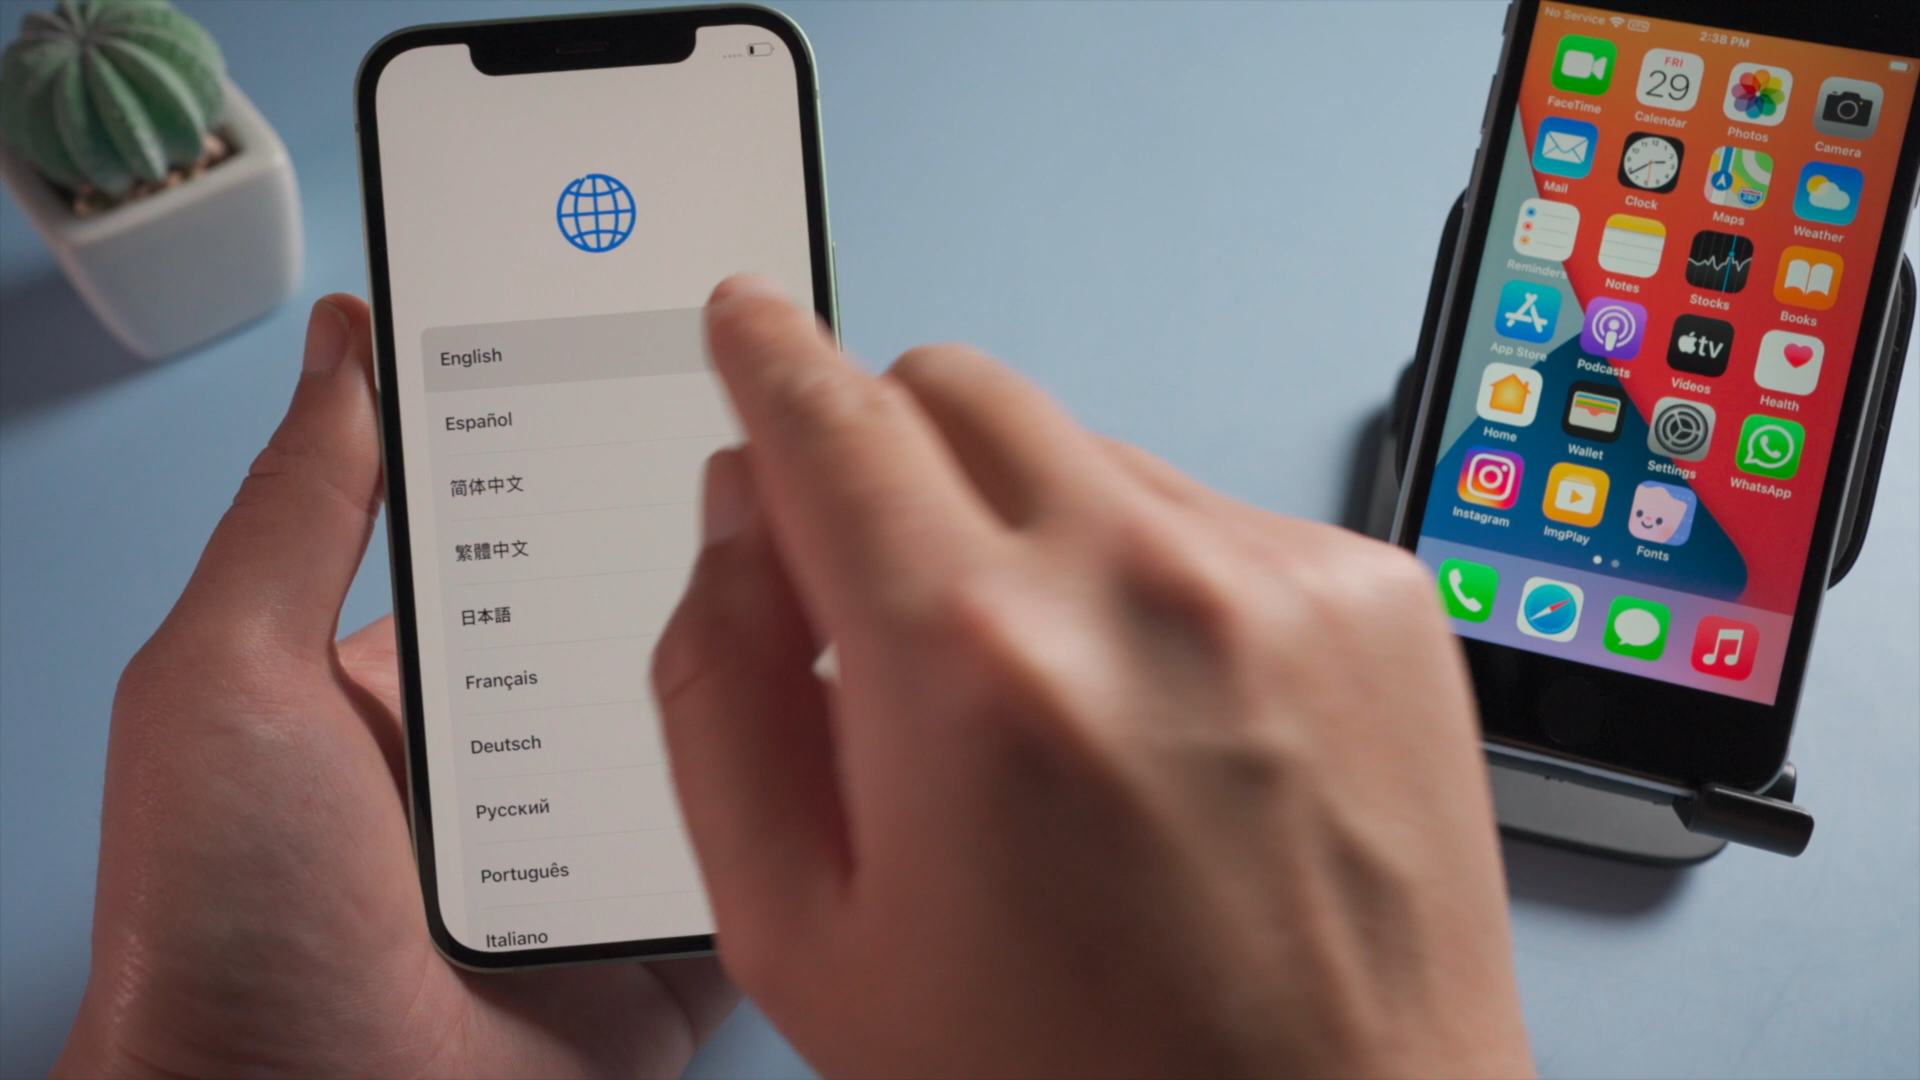 English
Español
简体中文
繁體中文
日本語
Français
Deutsch
Русский
Português
Italiano
No Service
2:38 PM
FaceTime
FRI
29
Calendar
Photos
Camera
Mail
Clock
Maps
Weather
Reminders
Notes
Stocks
Books
App Store
Podcasts
tv
Videos
Health
Home
Wallet
Settings
WhatsApp
Instagram
ImgPlay
Fonts